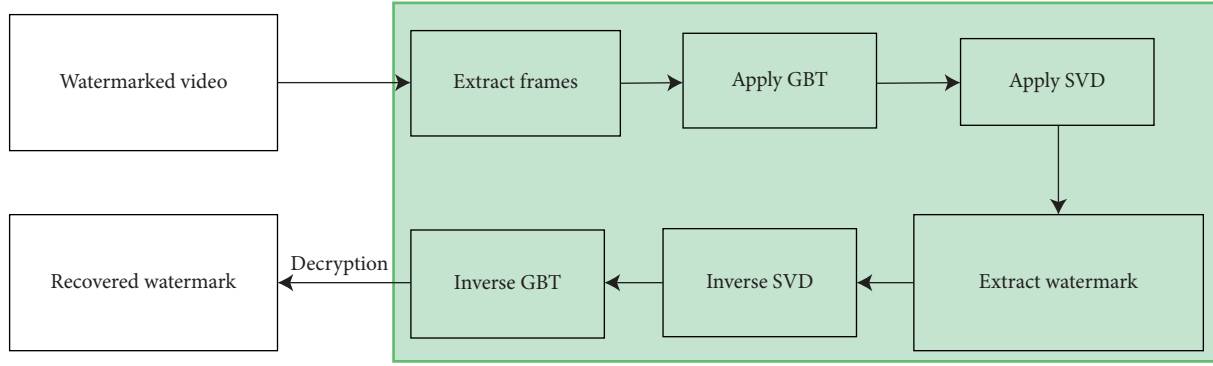 Watermarked video
Extract frames
Apply GBT
Apply SVD
Recovered watermark
Decryption
Inverse GBT
Inverse SVD
Extract watermark